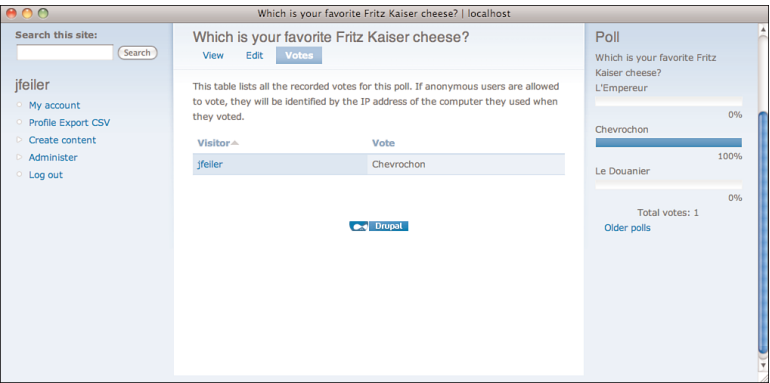 Which is your favorite Fritz Kaiser cheese? | localhost
Search this site:
Search
jfeiler
My account
Profile Export CSV
Create content
Administer
Log out
Which is your favorite Fritz Kaiser cheese?
View Edit Votes
This table lists all the recorded votes for this poll. If anonymous users are allowed
to vote, they will be identified by the IP address of the computer they used when
they voted.
Visitor Vote
jfeiler Chevrochon
Drupal
Poll
Which is your favorite Fritz
Kaiser cheese?
L'Empereur
0%
Chevrochon
100%
Le Douanier
0%
Total votes: 1
Older polls